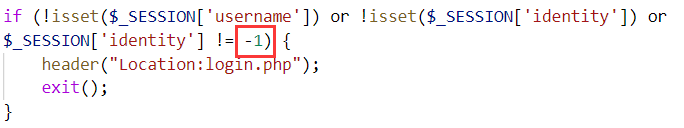 if (!isset($_SESSION['username']) or !isset($_SESSION['identity']) or
$_SESSION['identity'] != -1) {
    header("Location:login.php");
    exit();
}